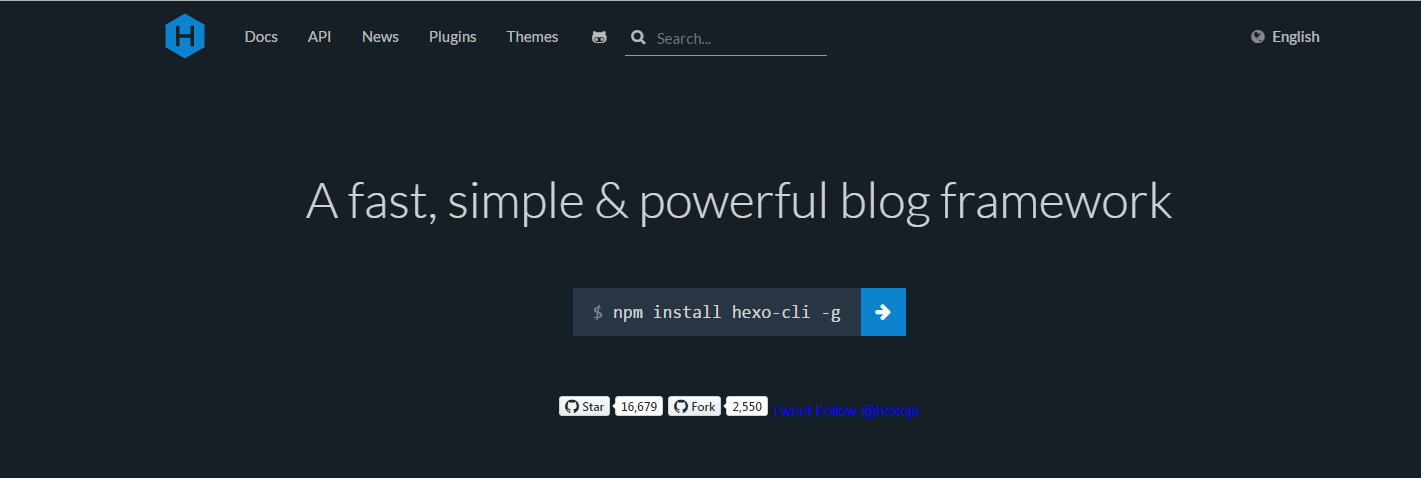 H Docs API News Plugins Themes Search... English
A fast, simple & powerful blog framework
$ npm install hexo-cli -g
Star 16,679 Fork 2,550 Tweet Follow @hexojs